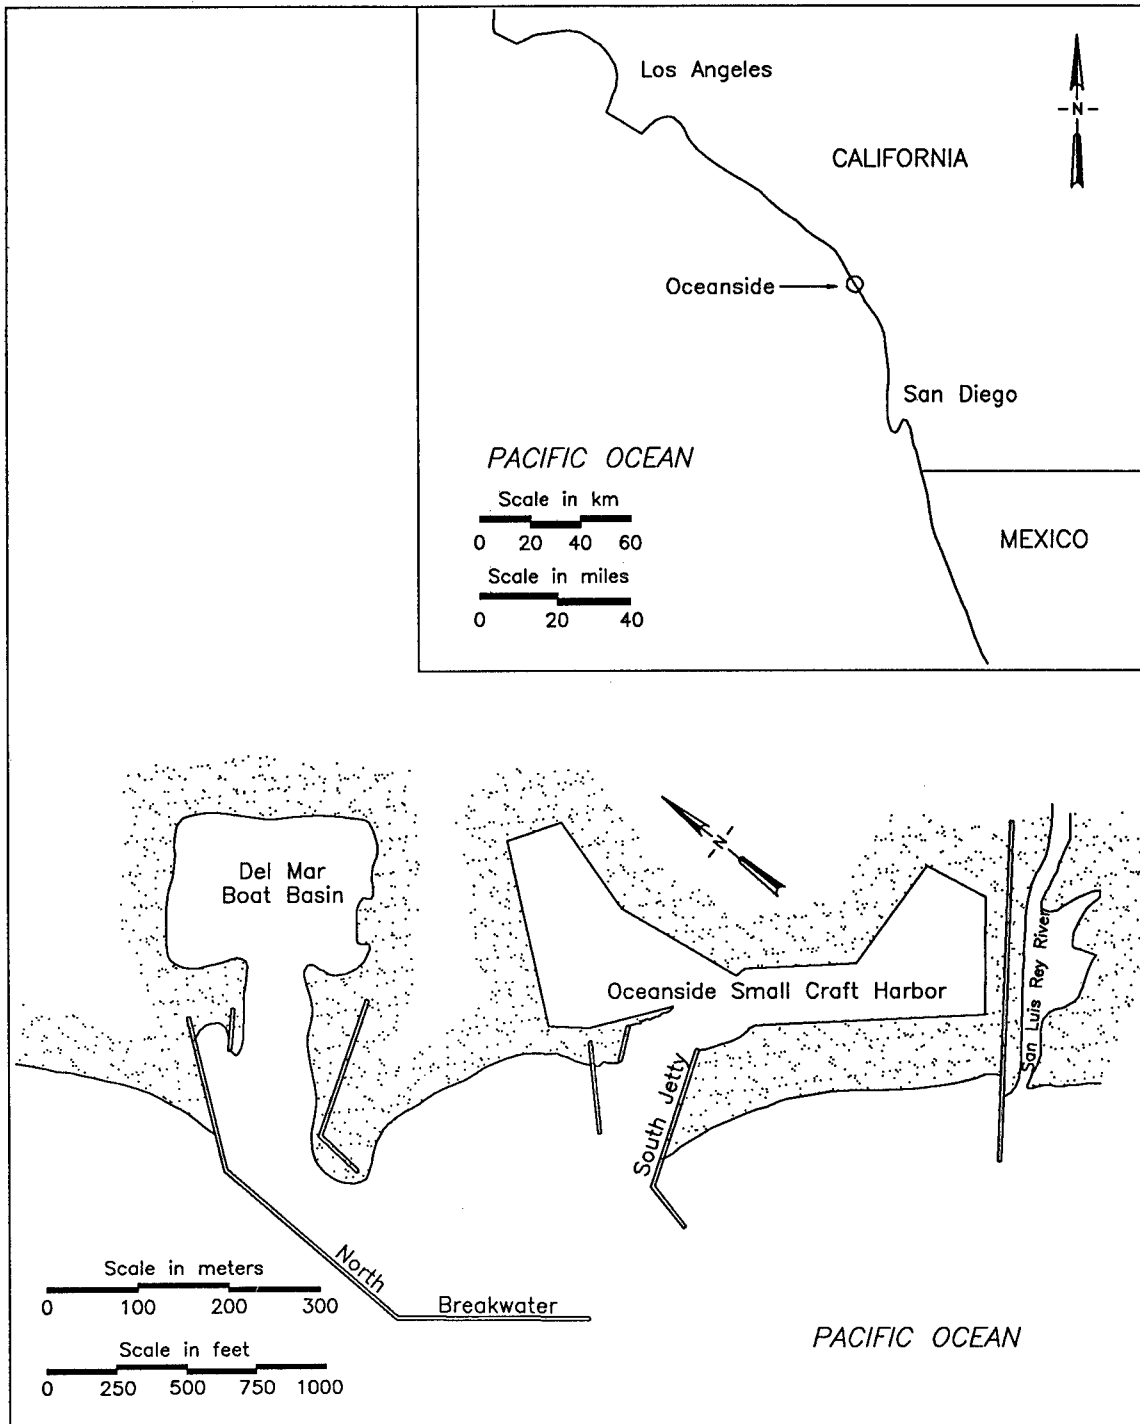 Los Angeles
N
CALIFORNIA
Oceanside
San Diego
PACIFIC OCEAN
Scale in km
0 20 40 60
MEXICO
Scale in miles
0 20 40
N
Del Mar
Boat Basin
Oceanside Small Craft Harbor
San Luis Rey River
South Jetty
North
Breakwater
Scale in meters
0 100 200 300
PACIFIC OCEAN
Scale in feet
0 250 500 750 1000